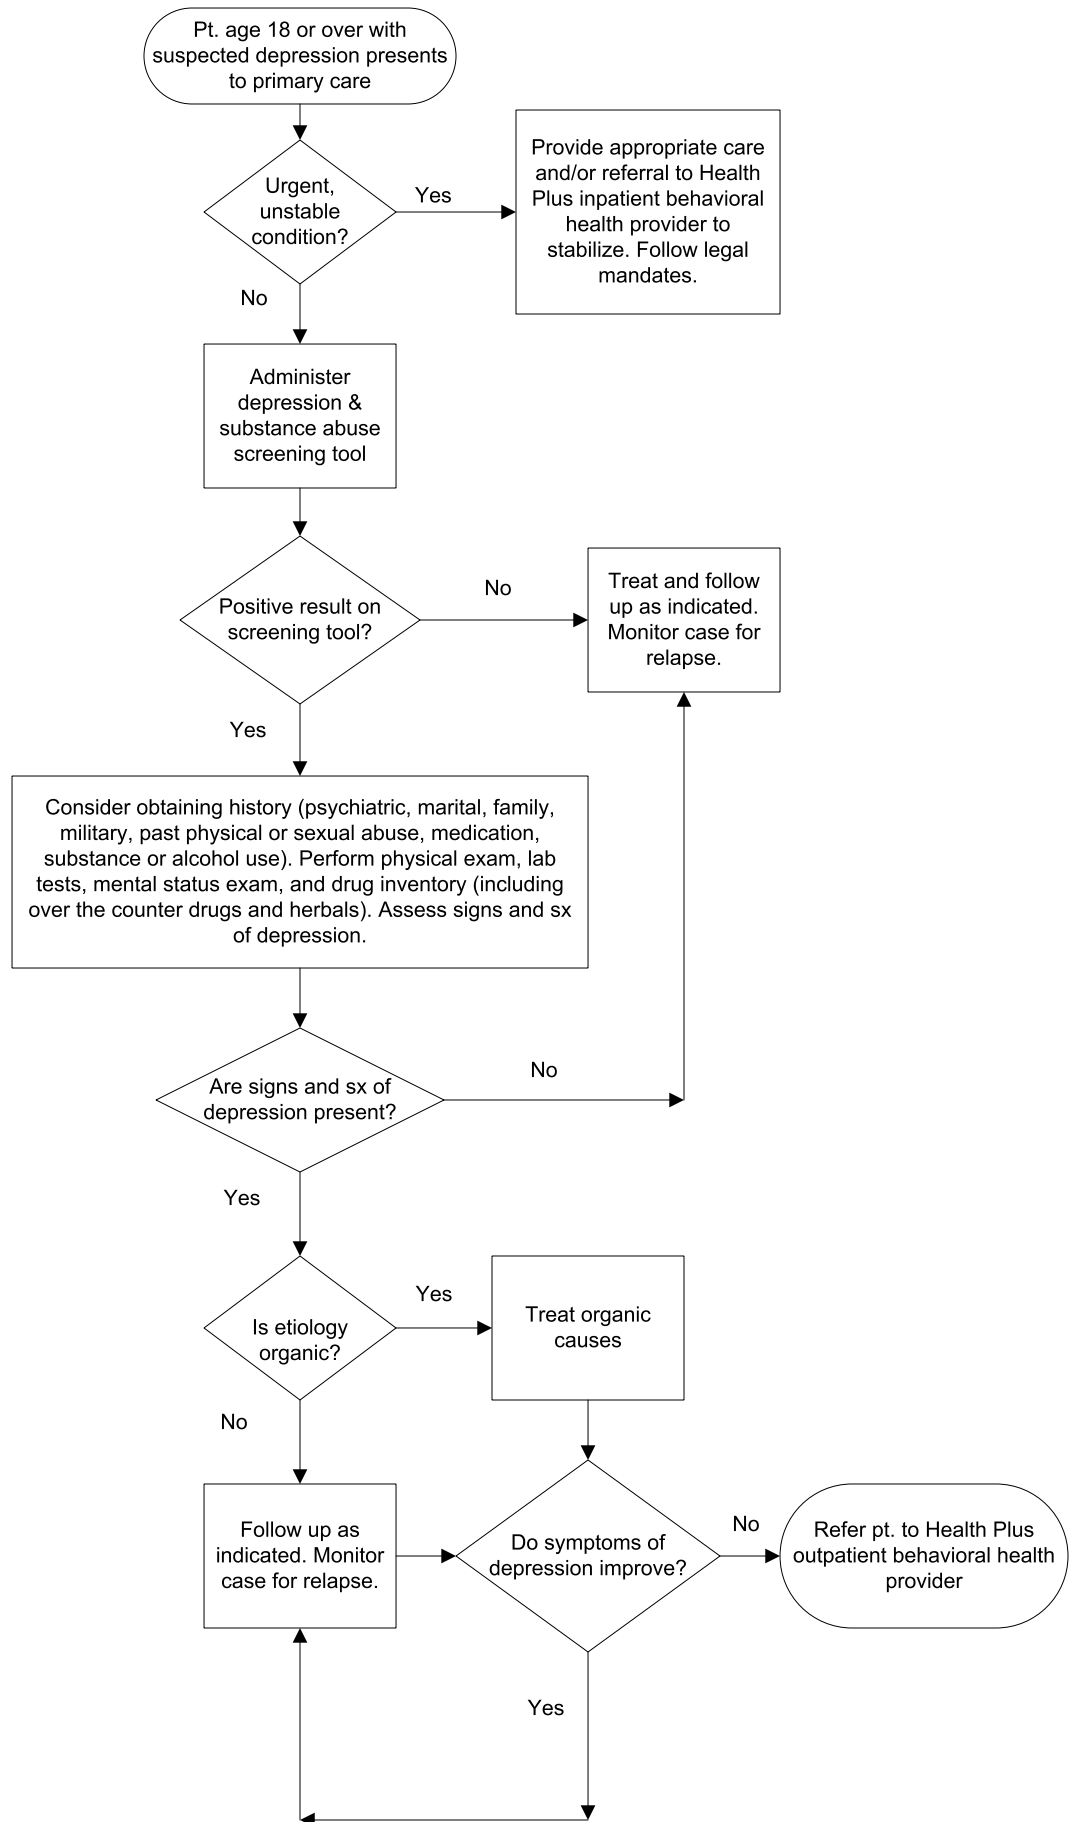 Pt. age 18 or over with
suspected depression presents
to primary care
Urgent,
unstable
condition?
Yes
Provide appropriate care
and/or referral to Health
Plus inpatient behavioral
health provider to
stabilize. Follow legal
mandates.
No
Administer
depression &
substance abuse
screening tool
Positive result on
screening tool?
No
Treat and follow
up as indicated.
Monitor case for
relapse.
Yes
Consider obtaining history (psychiatric, marital, family,
military, past physical or sexual abuse, medication,
substance or alcohol use). Perform physical exam, lab
tests, mental status exam, and drug inventory (including
over the counter drugs and herbals). Assess signs and sx
of depression.
Are signs and sx of
depression present?
No
Yes
Is etiology
organic?
Yes
Treat organic
causes
No
Follow up as
indicated. Monitor
case for relapse.
Do symptoms of
depression improve?
No
Refer pt. to Health Plus
outpatient behavioral health
provider
Yes